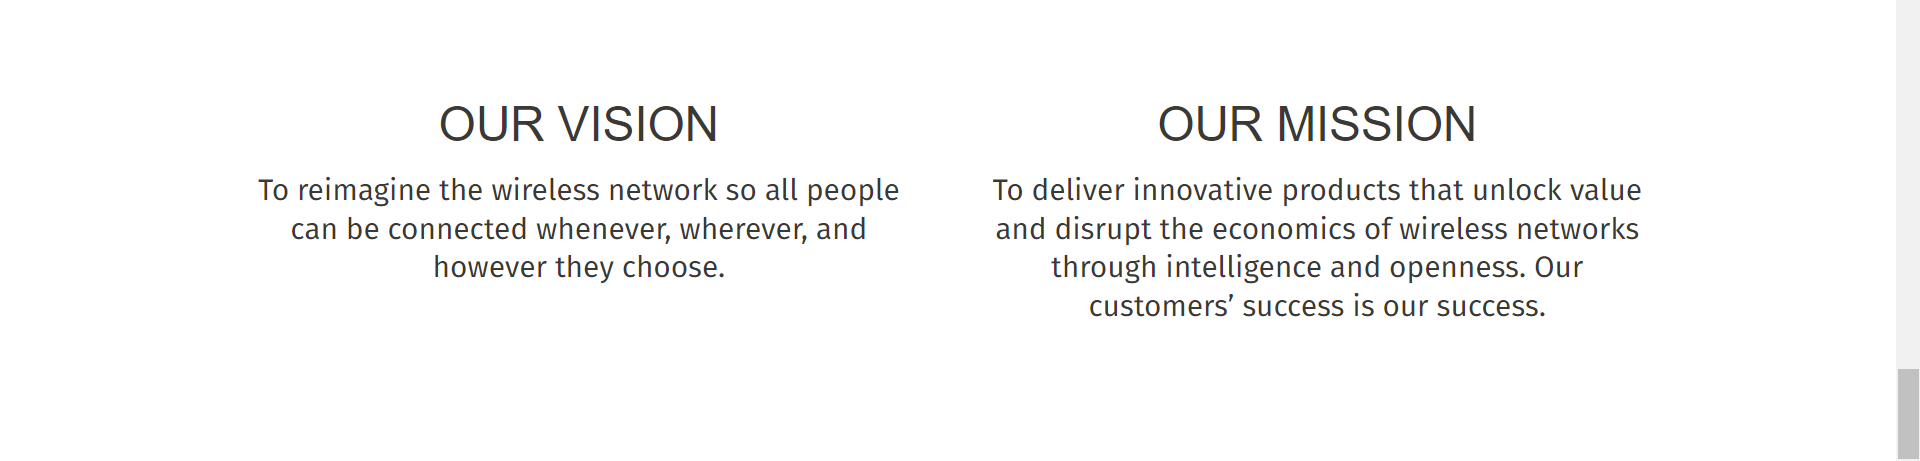 OUR VISION
To reimagine the wireless network so all people
can be connected whenever, wherever, and
however they choose.
OUR MISSION
To deliver innovative products that unlock value
and disrupt the economics of wireless networks
through intelligence and openness. Our
customers’ success is our success.